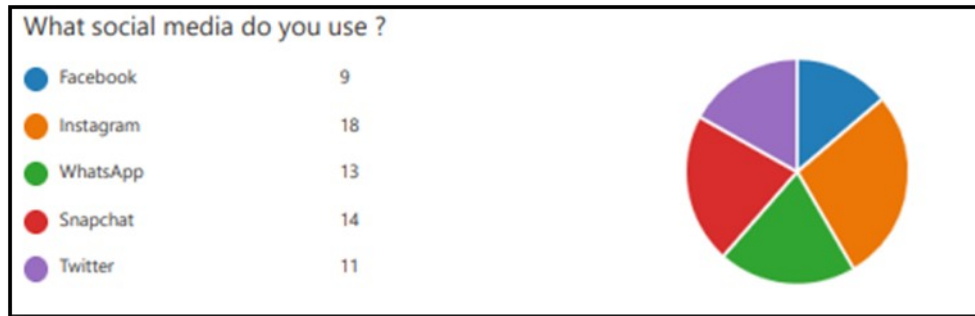 What social media do you use ?
Facebook 9
Instagram 18
WhatsApp 13
Snapchat 14
Twitter 11